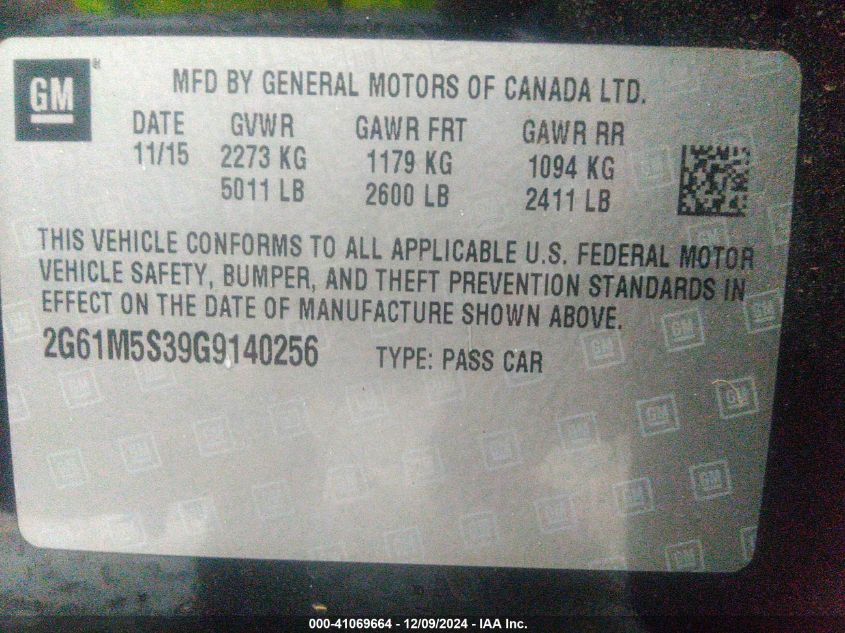 GM
MFD BY GENERAL MOTORS OF CANADA LTD.
DATE GVWR GAWR FRT GAWR RR
11/15 2273 KG 1179 KG 1094 KG
5011 LB 2600 LB 2411 LB
THIS VEHICLE CONFORMS TO ALL APPLICABLE U.S. FEDERAL MOTOR
VEHICLE SAFETY, BUMPER, AND THEFT PREVENTION STANDARDS IN
EFFECT ON THE DATE OF MANUFACTURE SHOWN ABOVE.
2G61M5S39G9140256 TYPE: PASS CAR
000-41069664 - 12/09/2024 - IAA Inc.